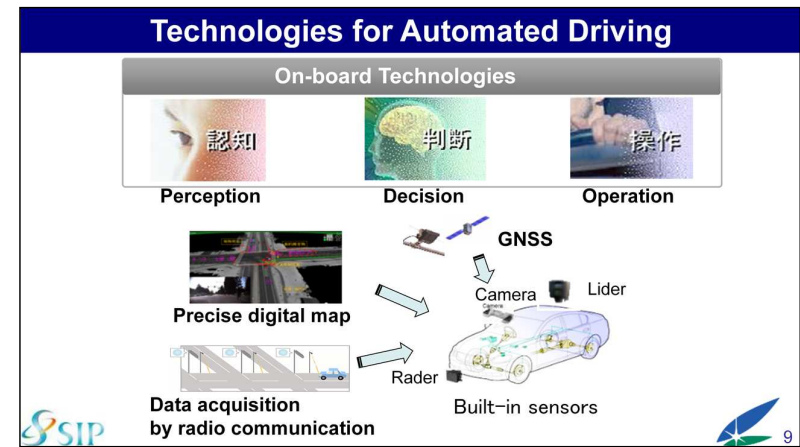 Technologies for Automated Driving
On-board Technologies
認知
判断
操作
Perception
Decision
Operation
GNSS
Precise digital map
Camera
Camera
Lider
Rader
Data acquisition
by radio communication
Built-in sensors
SIP
9